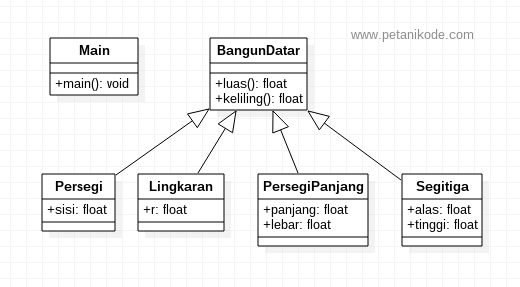 www.petanikode.com
Main
+main(): void
BangunDatar
+luas(): float
+keliling(): float
Persegi
+sisi: float
Lingkaran
+r: float
PersegiPanjang
+panjang: float
+lebar: float
Segitiga
+alas: float
+tinggi: float